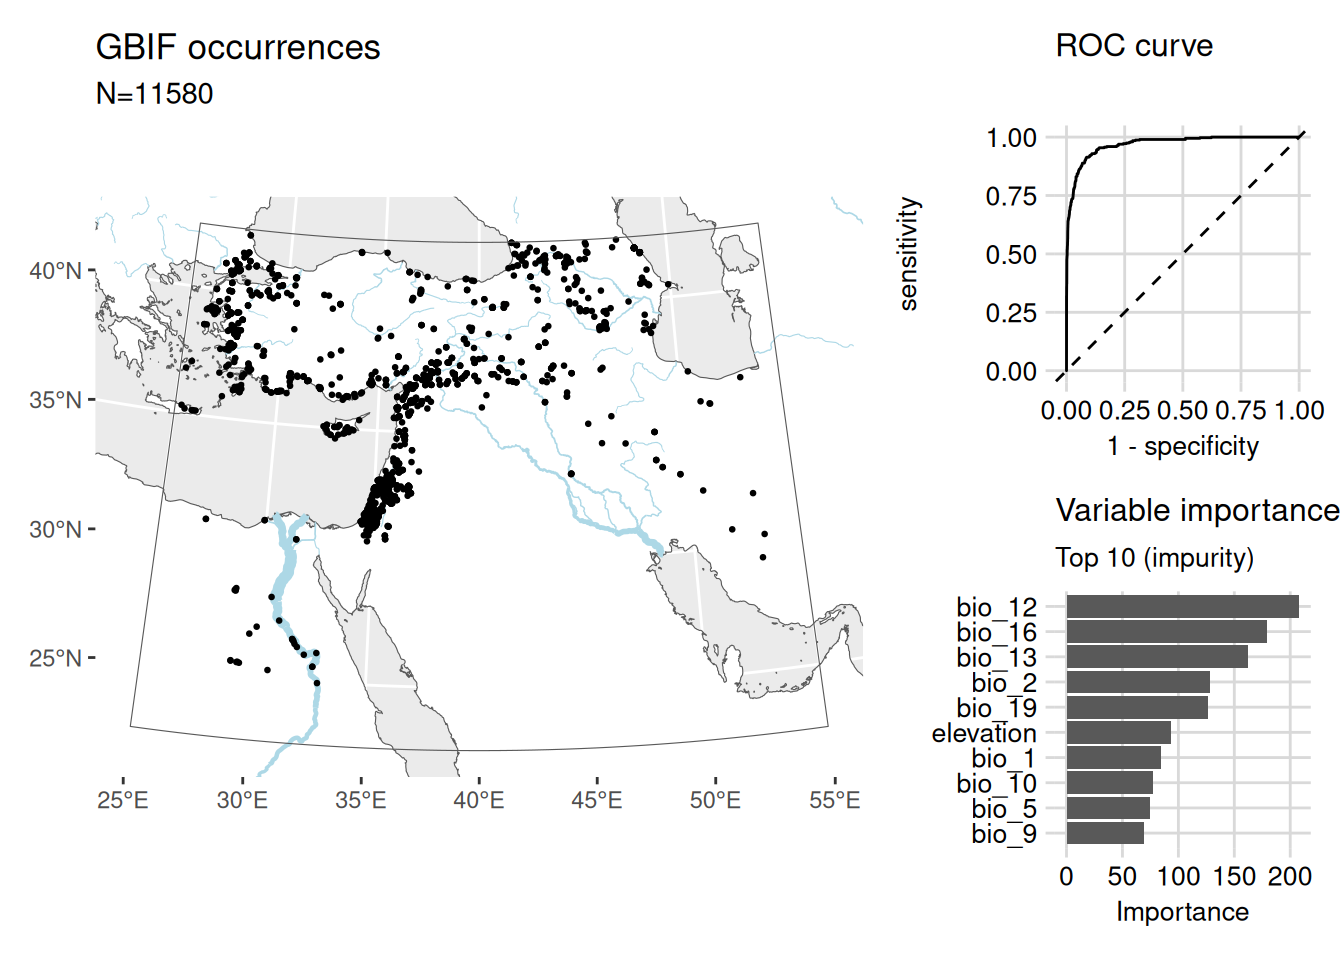 GBIF occurrences
N=11580
40°N
35°N
30°N
25°N
25°E 30°E 35°E 40°E 45°E 50°E 55°E
ROC curve
sensitivity
1.00
0.75
0.50
0.25
0.00
0.00 0.25 0.50 0.75 1.00
1 - specificity
Variable importance
Top 10 (impurity)
bio_12
bio_16
bio_13
bio_2
bio_19
elevation
bio_1
bio_10
bio_5
bio_9
0 50 100 150 200
Importance